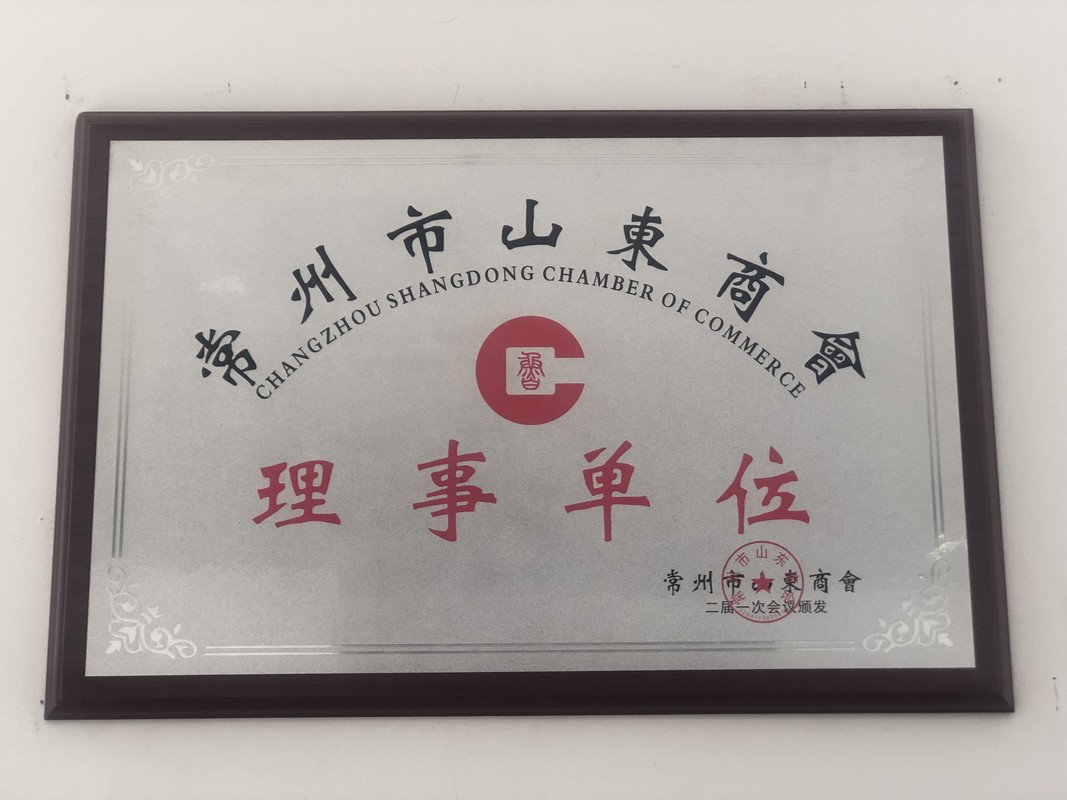 常州市山東商會
CHANGZHOU SHANGDONG CHAMBER OF COMMERCE
魯
理事单位
常州市山東商會
二届一次会议颁发